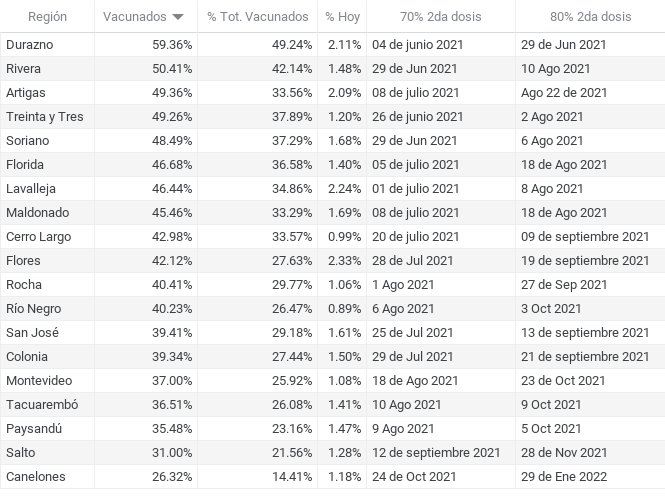 Región Vacunados % Tot. Vacunados % Hoy 70% 2da dosis 80% 2da dosis
Durazno 59.36% 49.24% 2.11% 04 de junio 2021 29 de Jun 2021
Rivera 50.41% 42.14% 1.48% 29 de Jun 2021 10 Ago 2021
Artigas 49.36% 33.56% 2.09% 08 de julio 2021 Ago 22 de 2021
Treinta y Tres 49.26% 37.89% 1.20% 26 de junio 2021 2 Ago 2021
Soriano 48.49% 37.29% 1.68% 29 de Jun 2021 6 Ago 2021
Florida 46.68% 36.58% 1.40% 05 de julio 2021 18 de Ago 2021
Lavalleja 46.44% 34.86% 2.24% 01 de julio 2021 8 Ago 2021
Maldonado 45.46% 33.29% 1.69% 08 de julio 2021 18 de Ago 2021
Cerro Largo 42.98% 33.57% 0.99% 20 de julio 2021 09 de septiembre 2021
Flores 42.12% 27.63% 2.33% 28 de Jul 2021 19 de septiembre 2021
Rocha 40.41% 29.77% 1.06% 1 Ago 2021 27 de Sep 2021
Río Negro 40.23% 26.47% 0.89% 6 Ago 2021 3 Oct 2021
San José 39.41% 29.18% 1.61% 25 de Jul 2021 13 de septiembre 2021
Colonia 39.34% 27.44% 1.50% 29 de Jul 2021 21 de septiembre 2021
Montevideo 37.00% 25.92% 1.08% 18 de Ago 2021 23 de Oct 2021
Tacuarembó 36.51% 26.08% 1.41% 10 Ago 2021 9 Oct 2021
Paysandú 35.48% 23.16% 1.47% 9 Ago 2021 5 Oct 2021
Salto 31.00% 21.56% 1.28% 12 de septiembre 2021 28 de Nov 2021
Canelones 26.32% 14.41% 1.18% 24 de Oct 2021 29 de Ene 2022